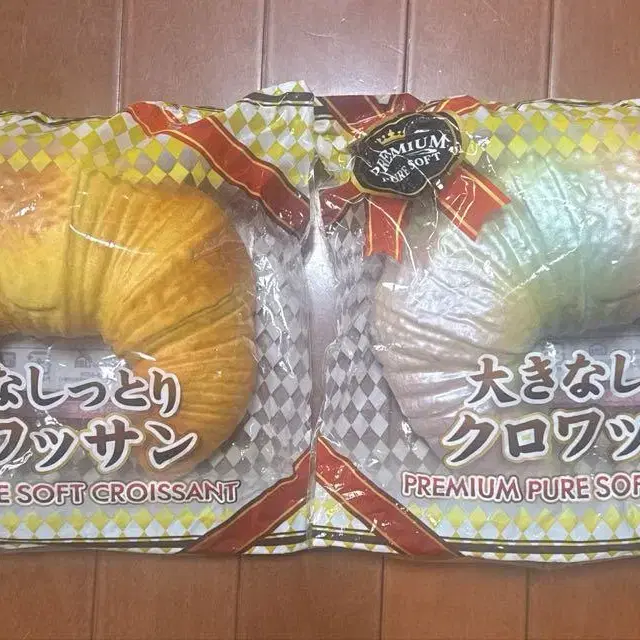 なしっとり
ワッサン
E SOFT CROISSANT
PREMIUM
PURE SOFT
大きなし
クロワッ
PREMIUM PURE SOF